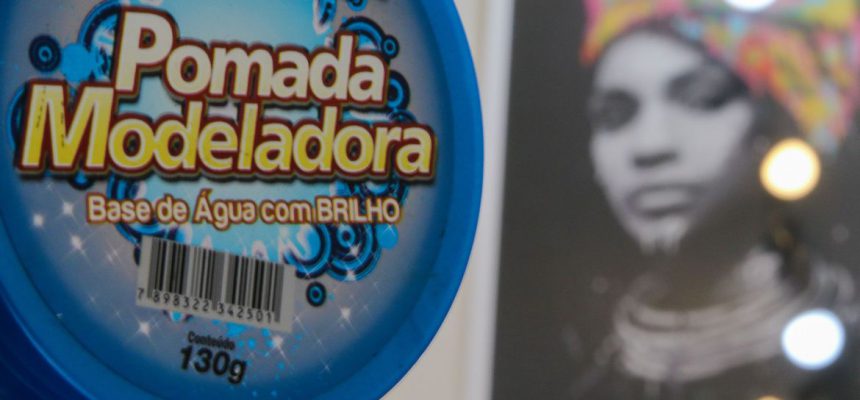 Pomada
Modeladora
Base de Água com BRILHO
7 898322 342501
Conteúdo
130g